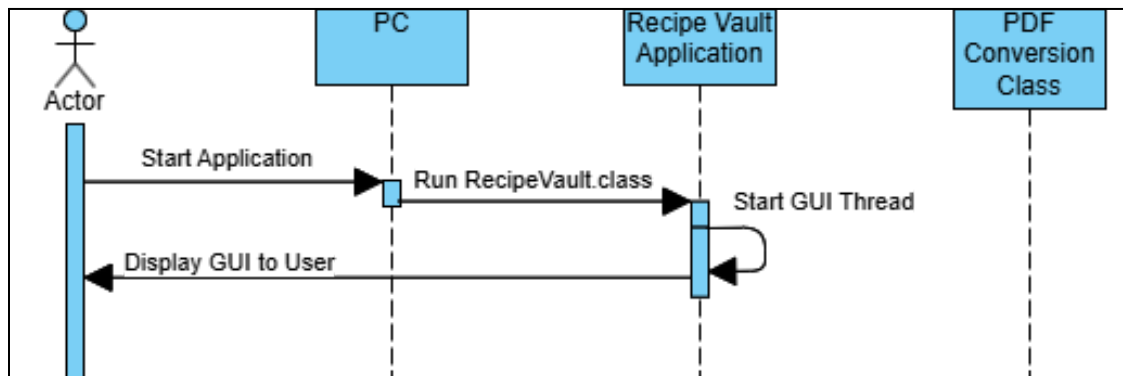 PC
Recipe Vault
Application
PDF
Conversion
Class
Actor
Start Application
Run RecipeVault.class
Start GUI Thread
Display GUI to User